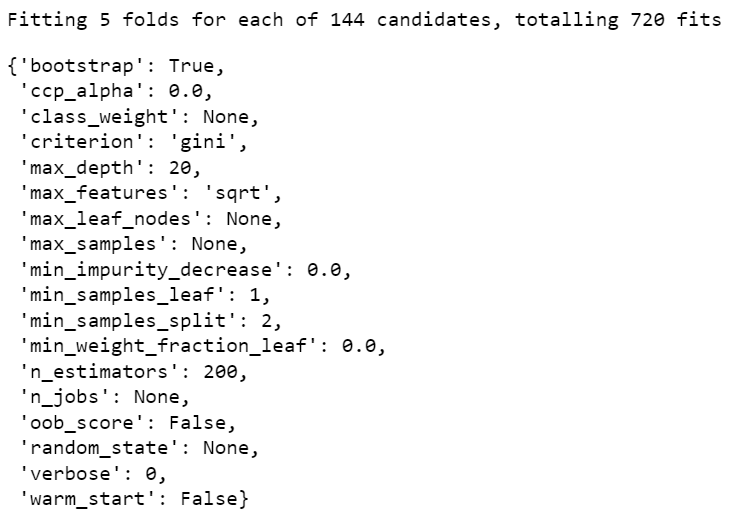 Fitting 5 folds for each of 144 candidates, totalling 720 fits
{'bootstrap': True,
 'ccp_alpha': 0.0,
 'class_weight': None,
 'criterion': 'gini',
 'max_depth': 20,
 'max_features': 'sqrt',
 'max_leaf_nodes': None,
 'max_samples': None,
 'min_impurity_decrease': 0.0,
 'min_samples_leaf': 1,
 'min_samples_split': 2,
 'min_weight_fraction_leaf': 0.0,
 'n_estimators': 200,
 'n_jobs': None,
 'oob_score': False,
 'random_state': None,
 'verbose': 0,
 'warm_start': False}